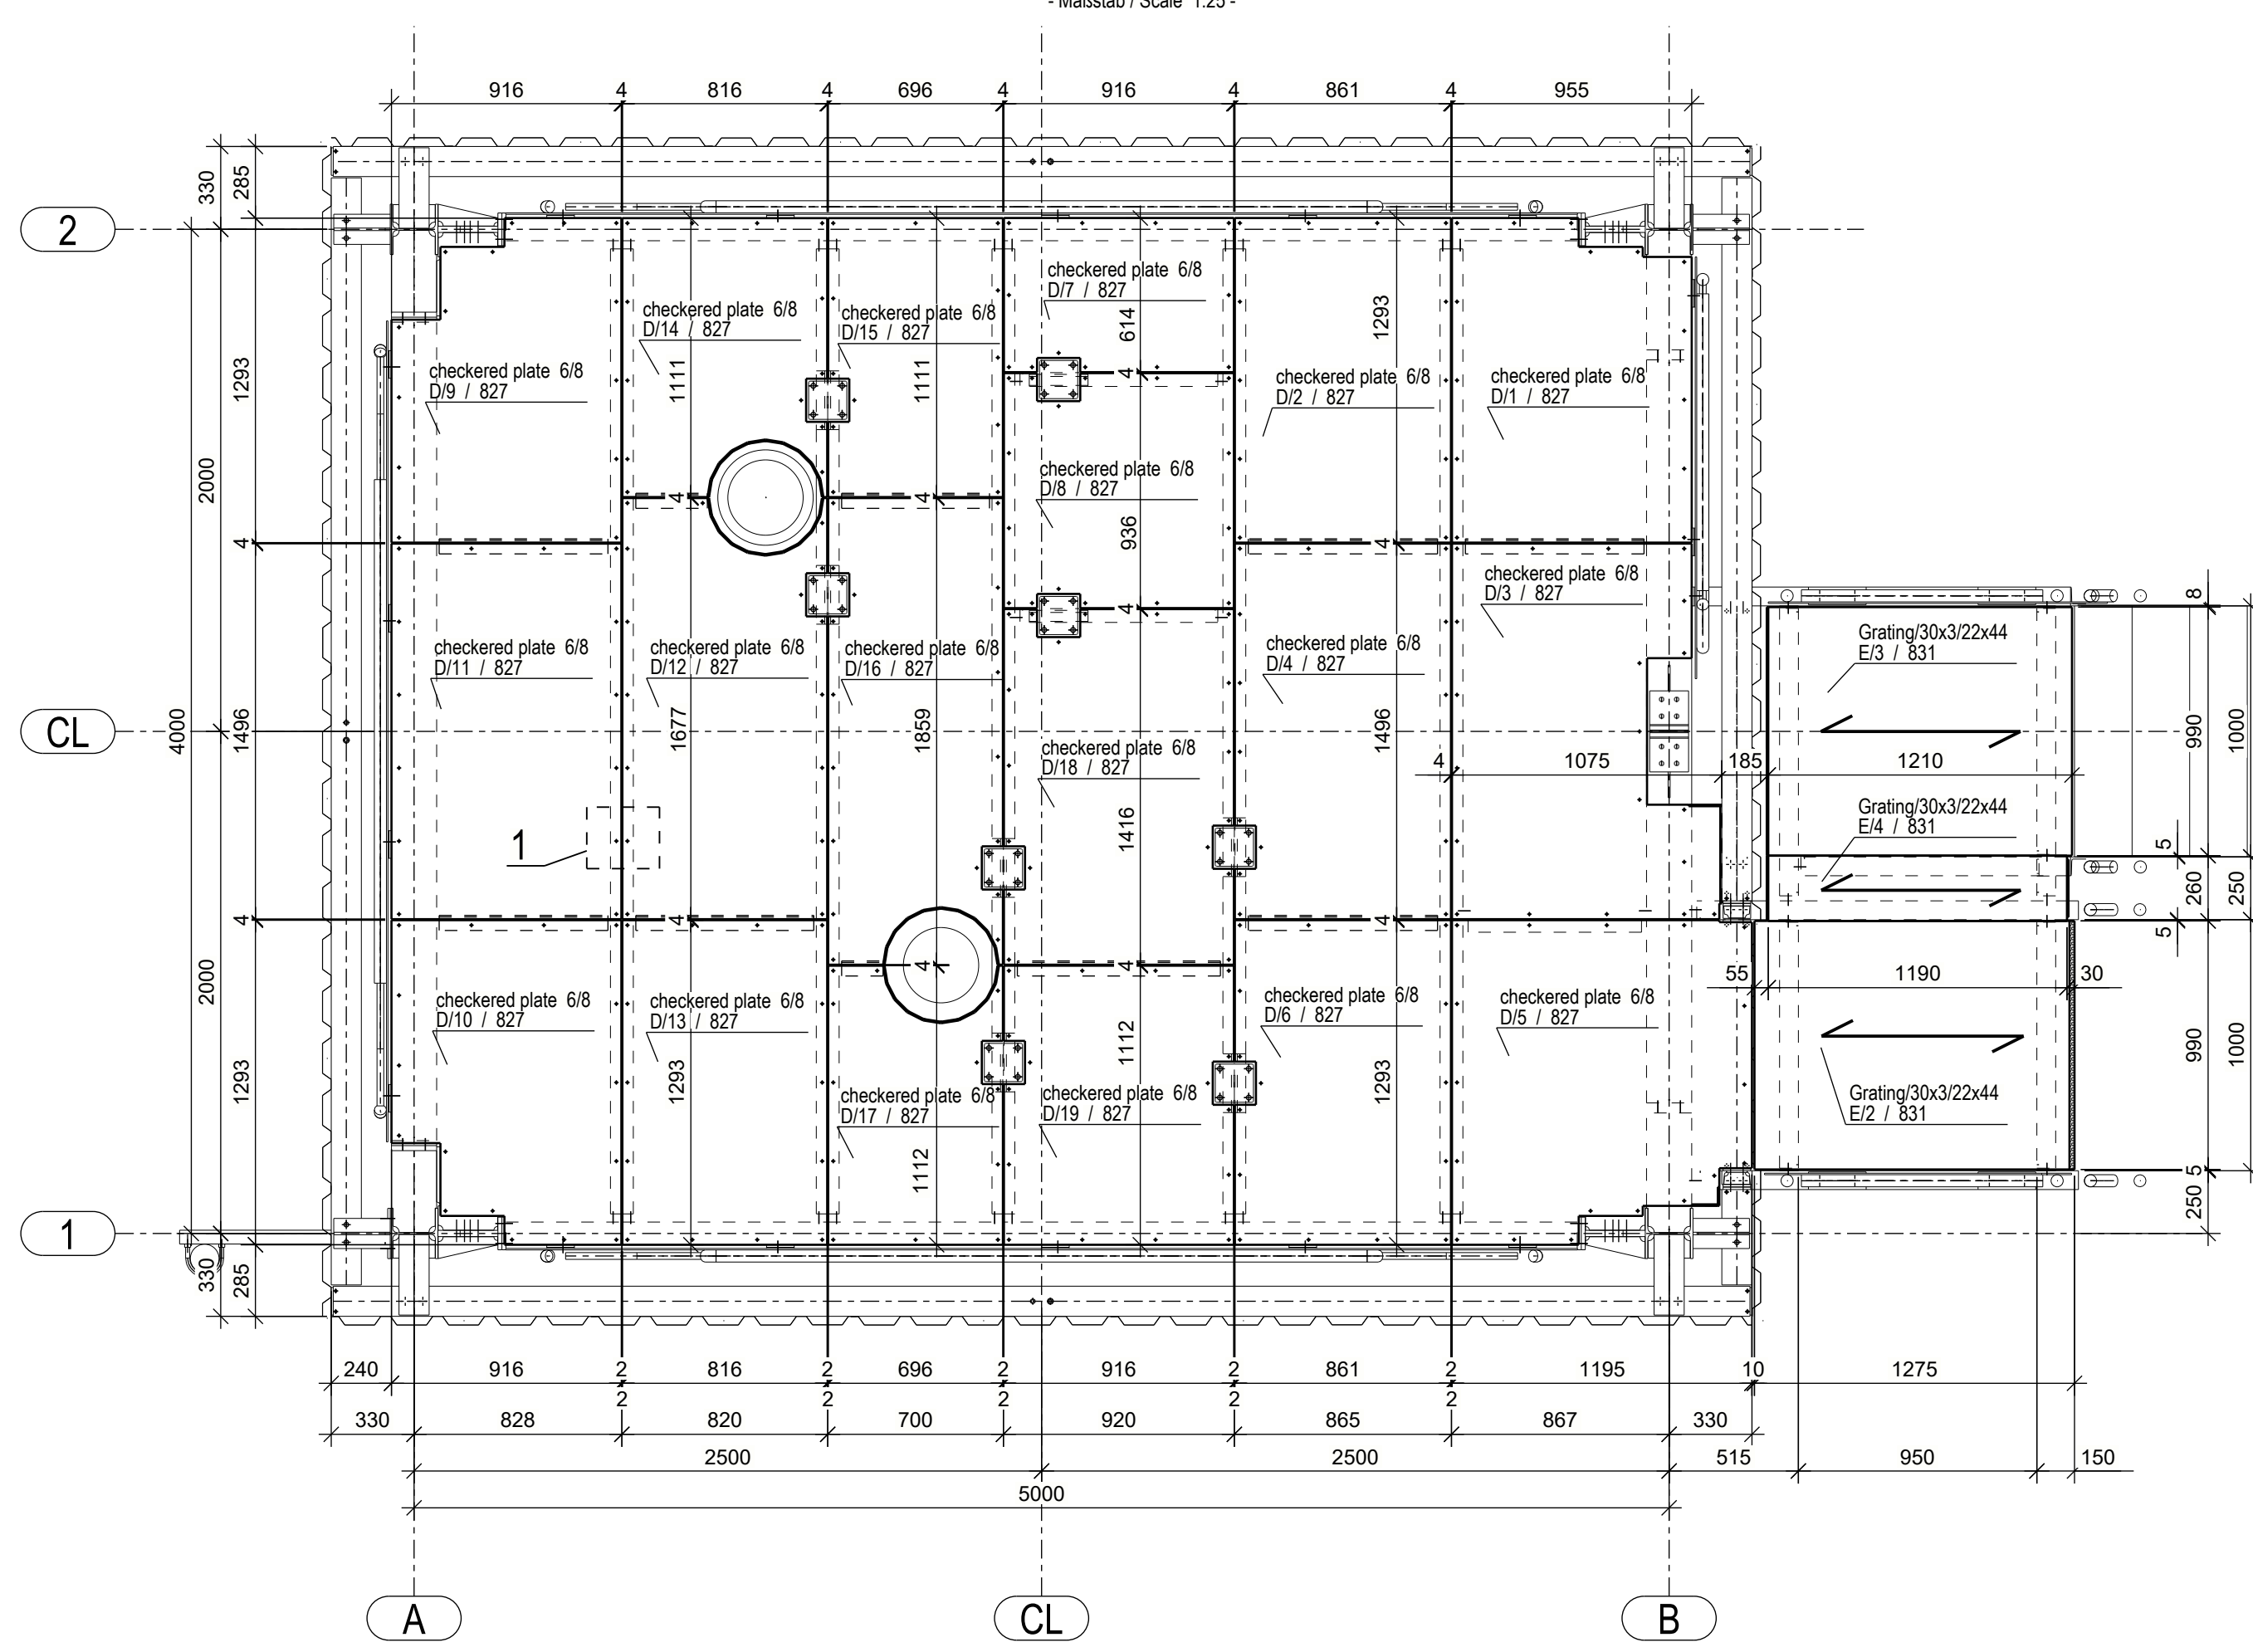 - Maßstab / Scale 1:25 -
916 4 816 4 696 4 916 4 861 4 955
330
285
2
checkered plate 6/8
D/7 / 827
checkered plate 6/8
D/14 / 827
checkered plate 6/8
D/15 / 827
614
1293
checkered plate 6/8
D/9 / 827
1293
1111
1111
4
checkered plate 6/8
D/2 / 827
checkered plate 6/8
D/1 / 827
2000
checkered plate 6/8
D/8 / 827
4
4
936
4
4
checkered plate 6/8
D/3 / 827
8
4
checkered plate 6/8
D/11 / 827
checkered plate 6/8
D/12 / 827
checkered plate 6/8
D/16 / 827
checkered plate 6/8
D/4 / 827
Grating/30x3/22x44
E/3 / 831
CL
4000
1496
1677
1859
1496
990
1000
checkered plate 6/8
D/18 / 827
4 1075 185 1210
Grating/30x3/22x44
E/4 / 831
1
1416
5
260
250
4
4
4
5
2000
4
4
55 1190 30
checkered plate 6/8
D/10 / 827
checkered plate 6/8
D/13 / 827
checkered plate 6/8
D/6 / 827
checkered plate 6/8
D/5 / 827
1293
1293
1112
1293
990
1000
checkered plate 6/8
D/17 / 827
checkered plate 6/8
D/19 / 827
Grating/30x3/22x44
E/2 / 831
1112
5
250
1
330
285
240 916 2 816 2 696 2 916 2 861 2 1195 10 1275
2 2 2 2 2
330 828 820 700 920 865 867 330
2500 2500 515 950 150
5000
A CL B